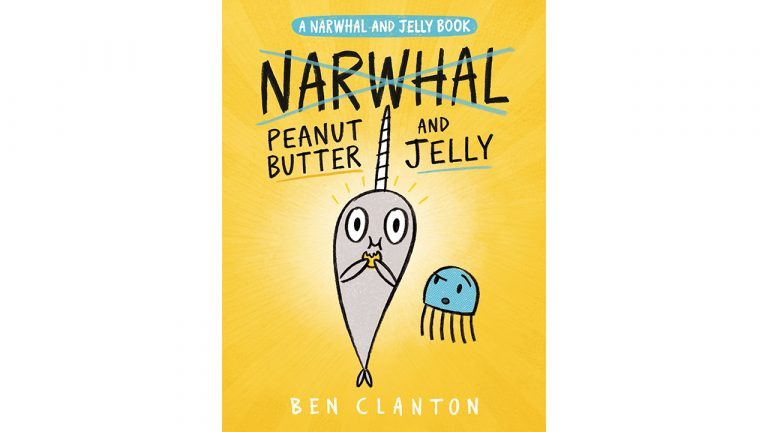 A NARWHAL AND JELLY BOOK
NARWHAL
PEANUT BUTTER AND JELLY
BEN CLANTON